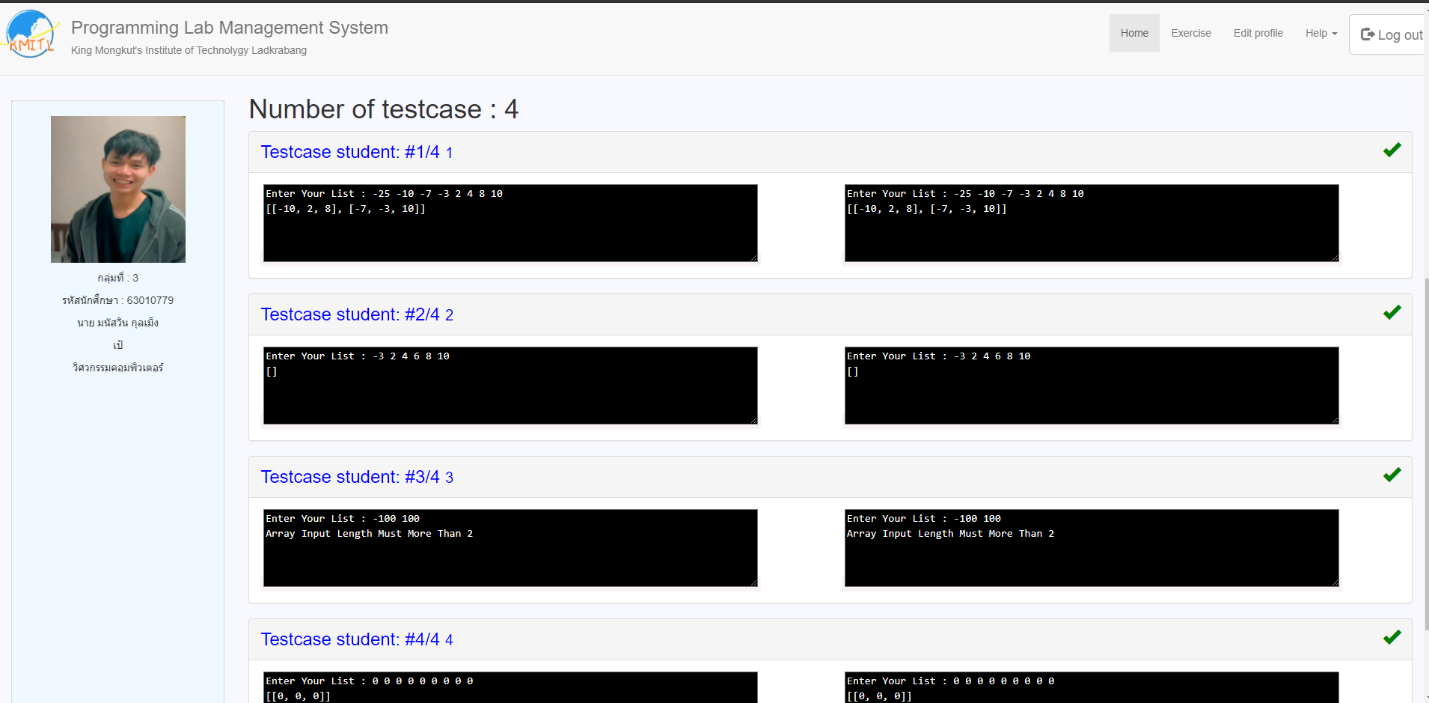 KMITL
Programming Lab Management System
King Mongkut's Institute of Technolygy Ladkrabang
Home
Exercise
Edit profile
Help
Log out
กลุ่มที่ : 3
รหัสนักศึกษา : 63010779
นาย มนัสวิน กุลเม็ง
เป้
วิศวกรรมคอมพิวเตอร์
Number of testcase : 4
Testcase student: #1/4 1
Enter Your List : -25 -10 -7 -3 2 4 8 10
[[-10, 2, 8], [-7, -3, 10]]
Enter Your List : -25 -10 -7 -3 2 4 8 10
[[-10, 2, 8], [-7, -3, 10]]
Testcase student: #2/4 2
Enter Your List : -3 2 4 6 8 10
[]
Enter Your List : -3 2 4 6 8 10
[]
Testcase student: #3/4 3
Enter Your List : -100 100
Array Input Length Must More Than 2
Enter Your List : -100 100
Array Input Length Must More Than 2
Testcase student: #4/4 4
Enter Your List : 0 0 0 0 0 0 0 0 0
[[0, 0, 0]]
Enter Your List : 0 0 0 0 0 0 0 0 0
[[0, 0, 0]]